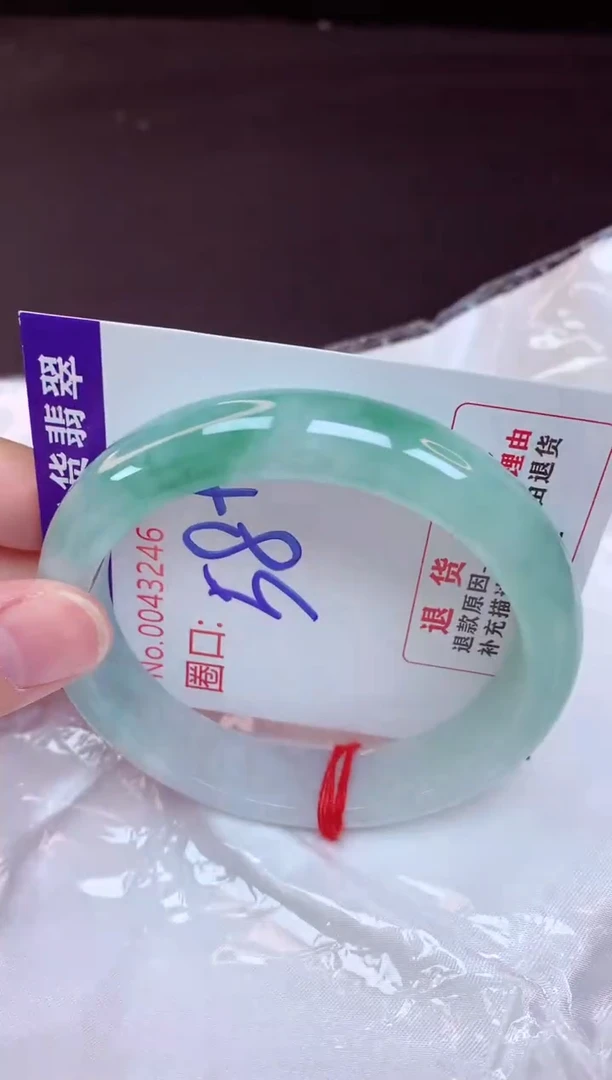 货翡翠
No.0043246
圈口: 58+
理由
退货
退货
退款原因
补充描